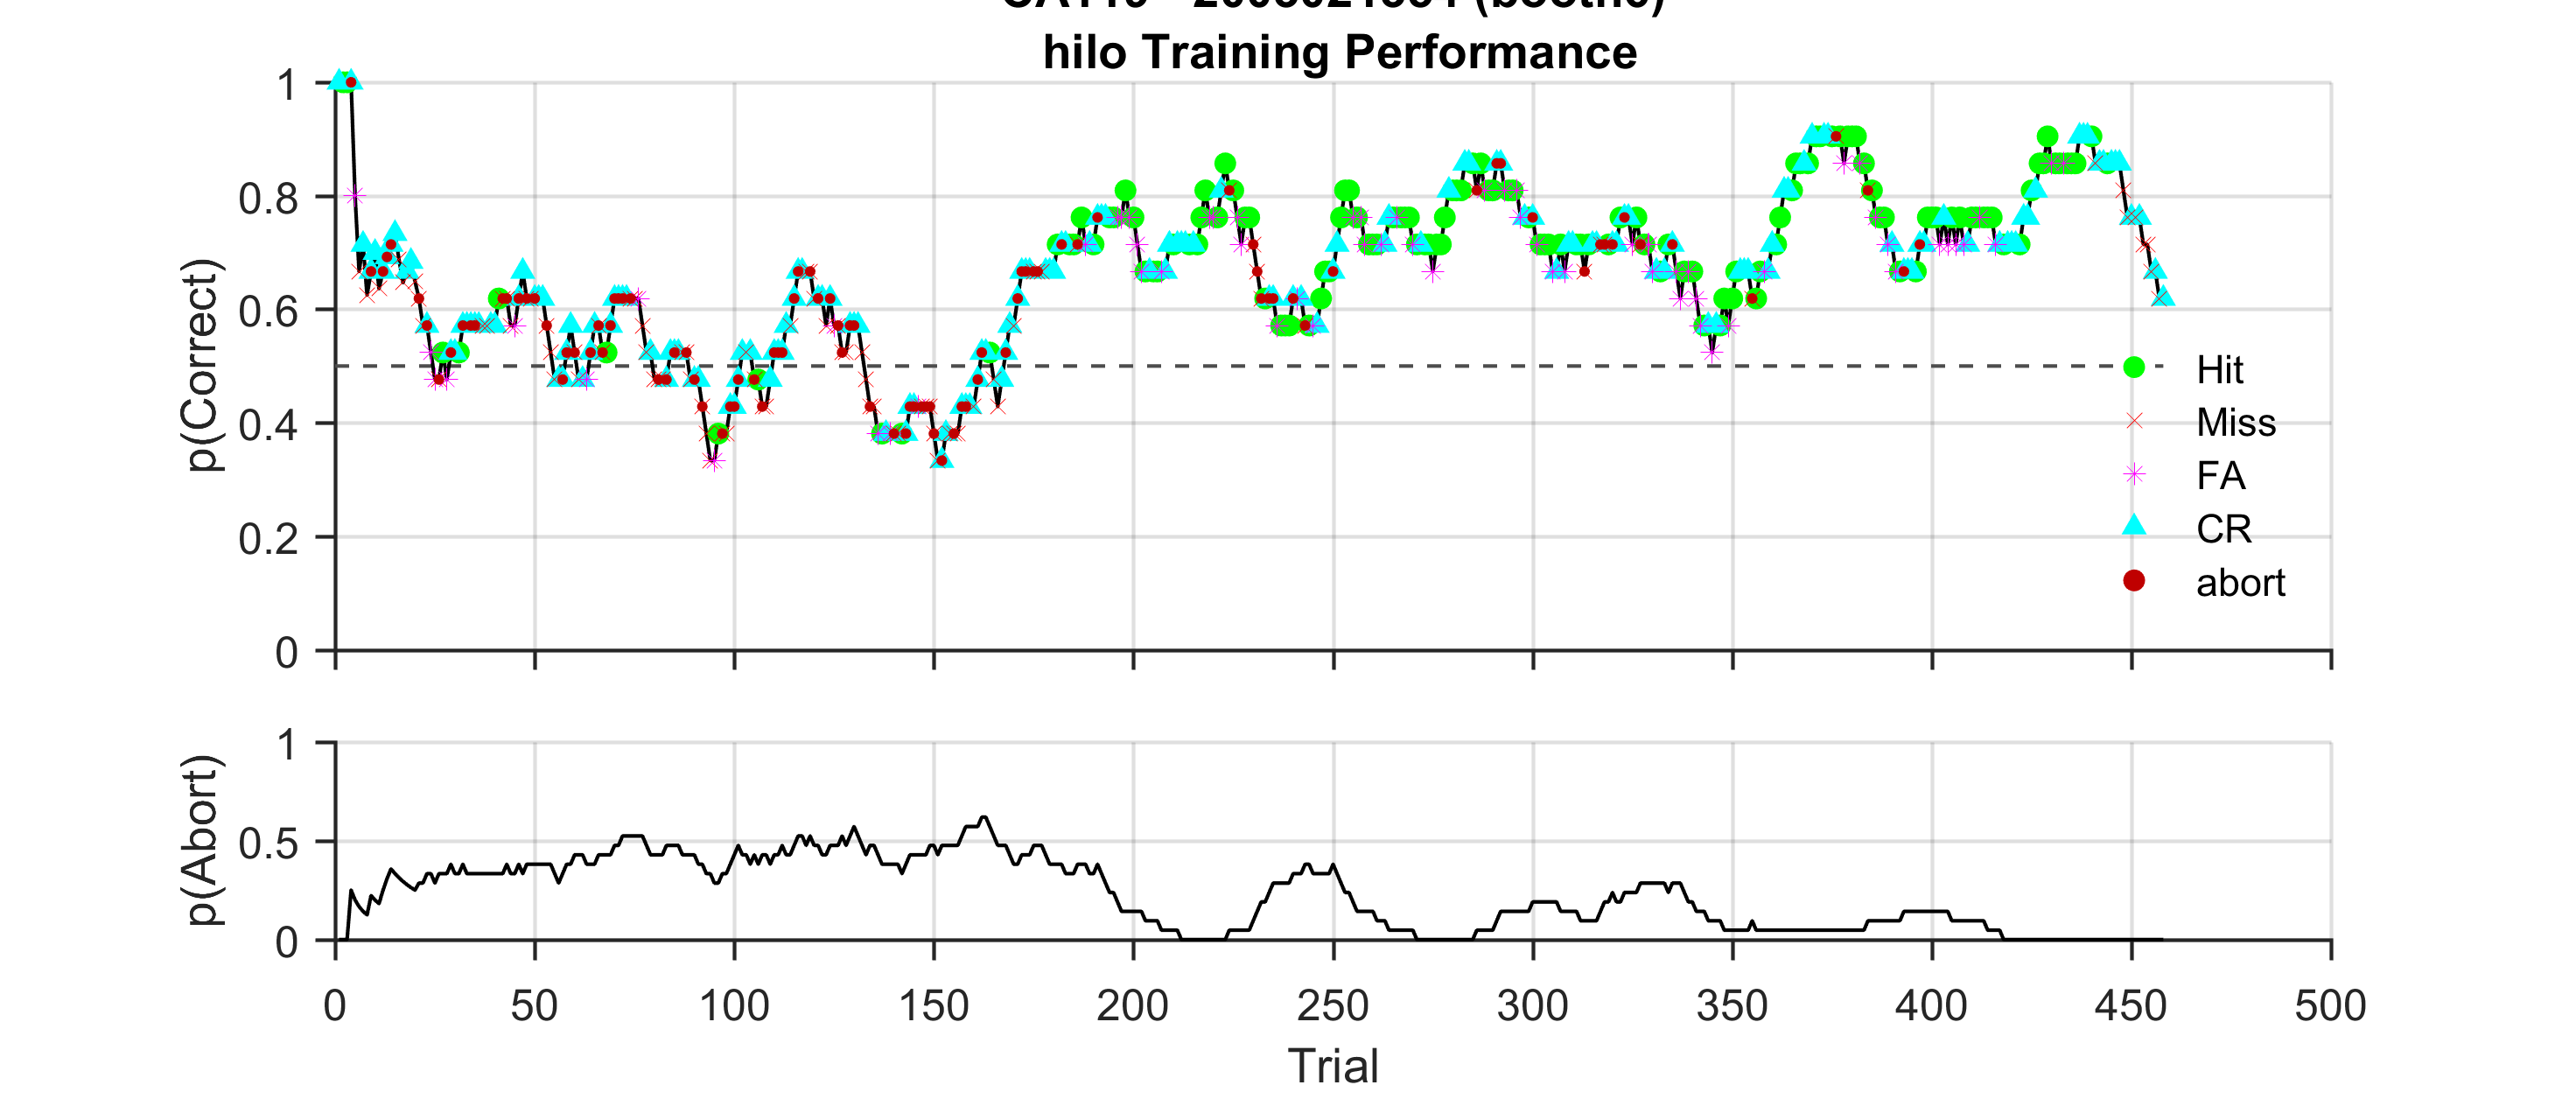 hilo Training Performance
p(Correct)
1
0.8
0.6
0.4
0.2
0
Hit
Miss
FA
CR
abort
p(Abort)
1
0.5
0
0 50 100 150 200 250 300 350 400 450 500
Trial